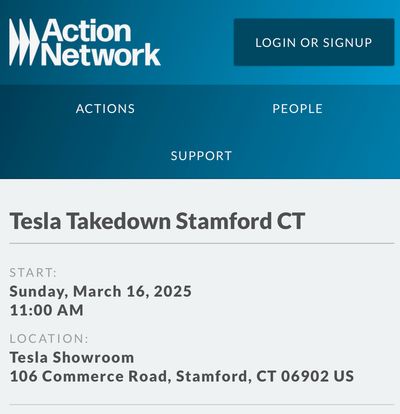 Action
Network
LOGIN OR SIGNUP
ACTIONS
PEOPLE
SUPPORT
Tesla Takedown Stamford CT
START:
Sunday, March 16, 2025
11:00 AM
LOCATION:
Tesla Showroom
106 Commerce Road, Stamford, CT 06902 US